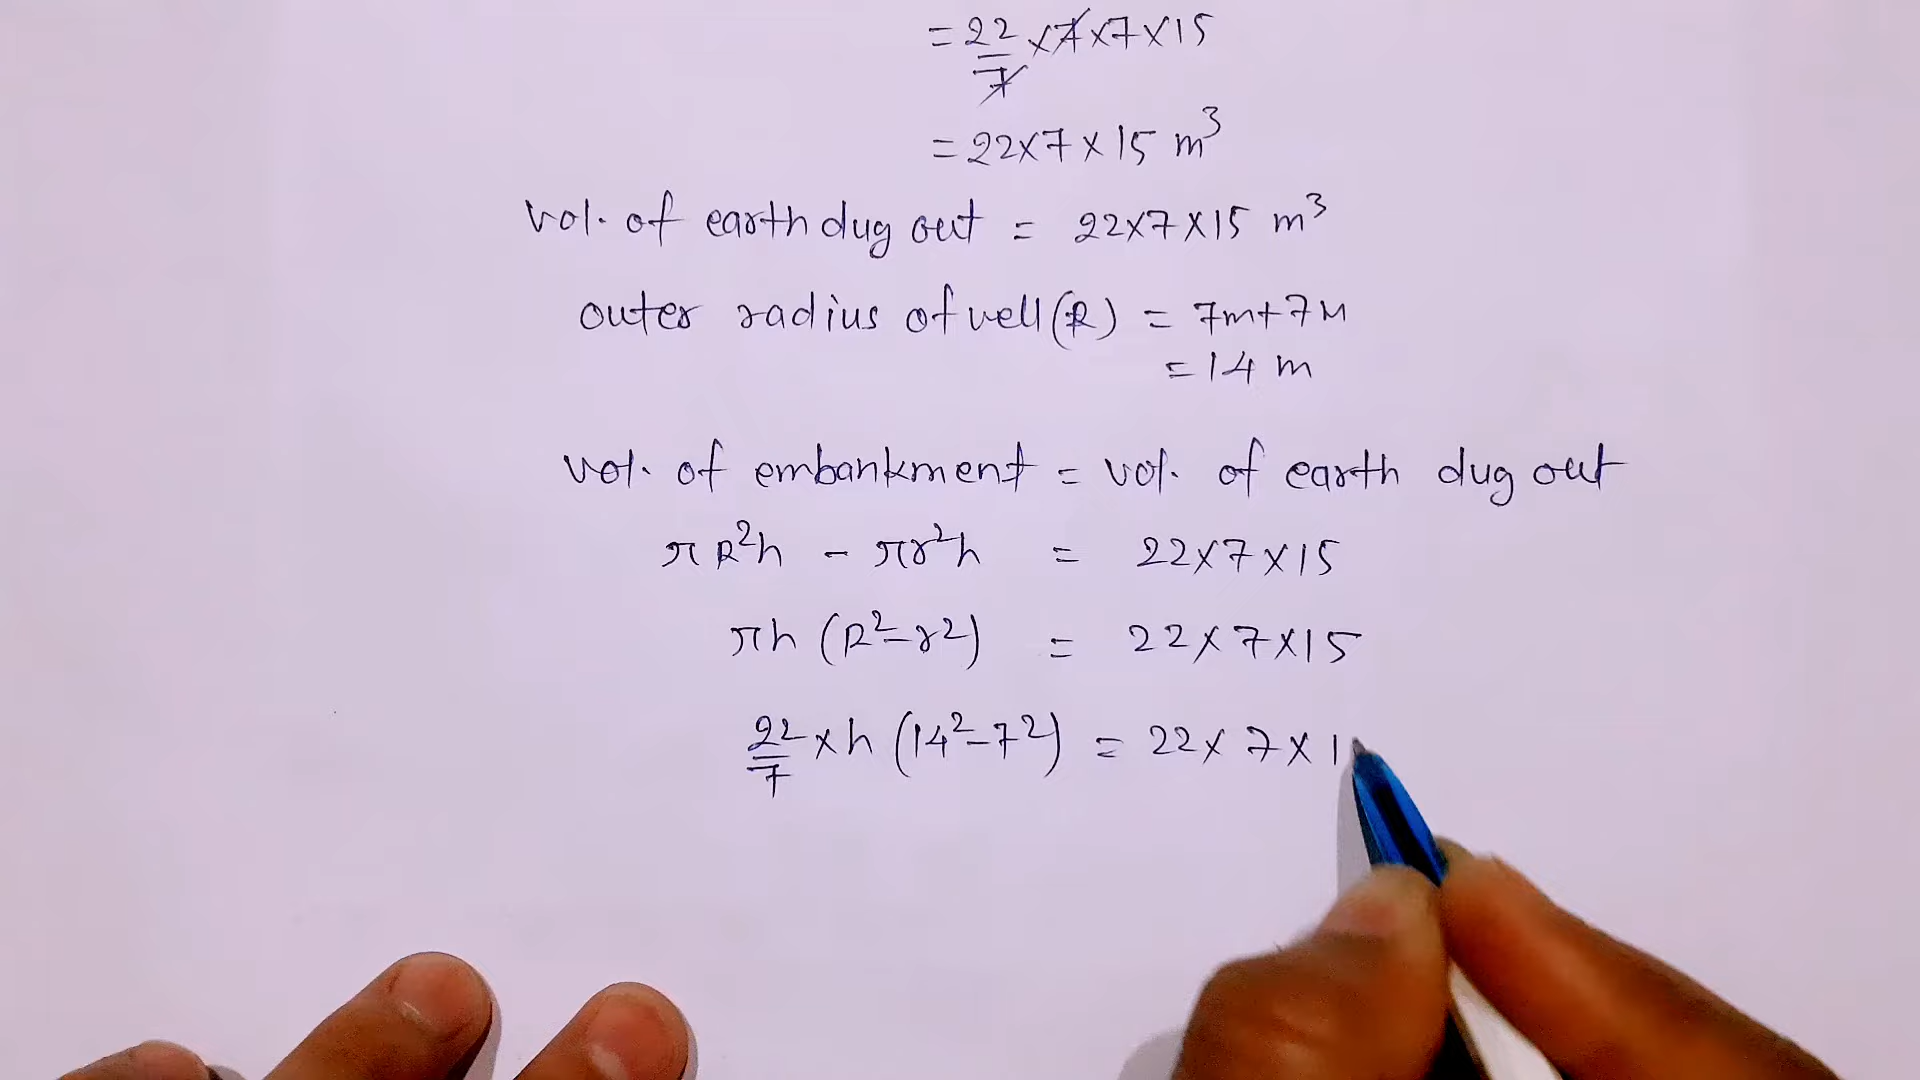 = 22/7 × 7 × 7 × 15
= 22×7×15 m³
vol. of earth dug out = 22×7×15 m³
outer radius of well (R) = 7m+7m
= 14 m
vol. of embankment = vol. of earth dug out
πR²h - πr²h = 22×7×15
πh (R²-r²) = 22×7×15
22/7 × h (14²-7²) = 22×7×1